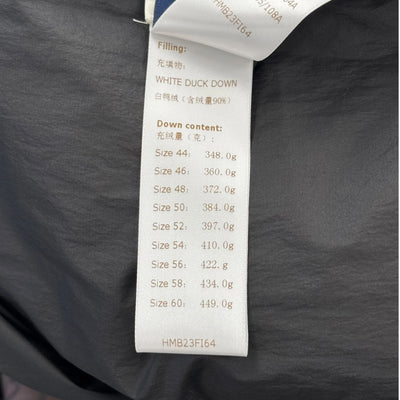 HMB23FI64
Filling:
充填物:
WHITE DUCK DOWN
白鸭绒（含绒量90%）
Down content:
充绒量（克）:
Size 44: 348.0g
Size 46: 360.0g
Size 48: 372.0g
Size 50: 384.0g
Size 52: 397.0g
Size 54: 410.0g
Size 56: 422.g
Size 58: 434.0g
Size 60: 449.0g
HMB23FI64